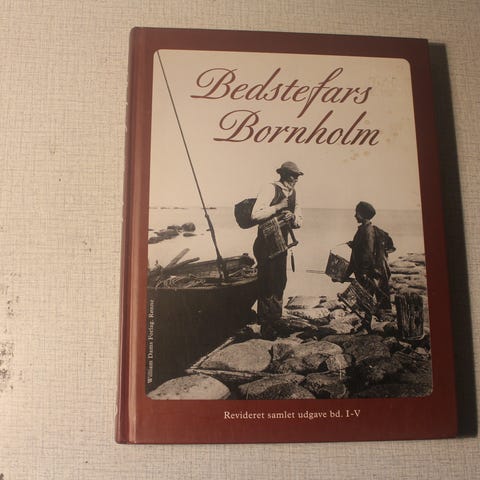 Bedstefars
Bornholm
William Dams Forlag. Rønne
Revideret samlet udgave bd. I-V